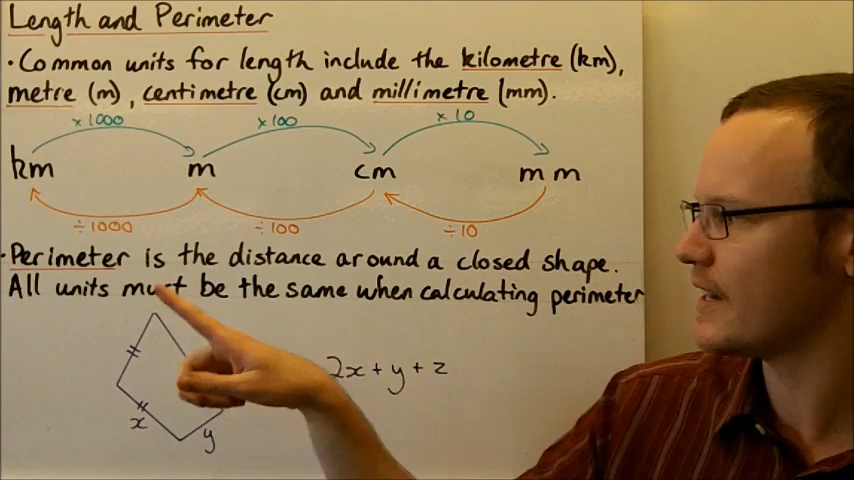 Length and Perimeter
• Common units for length include the kilometre (km),
metre (m), centimetre (cm) and millimetre (mm).
×1000 ×100 ×10
km m cm mm
÷1000 ÷100 ÷10
• Perimeter is the distance around a closed shape.
All units must be the same when calculating perimeter
2x + y + z
x
y